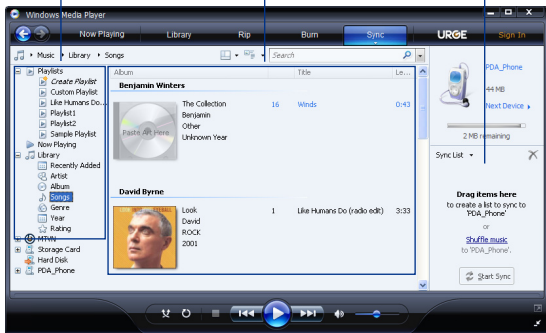 Windows Media Player
Now Playing Library Rip Burn Sync URGE Sign In
Music Library Songs
Search
Playlists
Create Playlist
Custom Playlist
Like Humans Do...
Playlist1
Playlist2
Sample Playlist
Now Playing
Library
Recently Added
Artist
Album
Songs
Genre
Year
Rating
MTVN
Storage Card
Hard Disk
PDA_Phone
Album Title Le...
Benjamin Winters
Paste Art Here
The Collection 16 Winds 0:43
Benjamin
Other
Unknown Year
David Byrne
Look 1 Like Humans Do (radio edit) 3:33
David
ROCK
2001
PDA_Phone
44 MB
Next Device
2 MB remaining
Sync List
Drag items here
to create a list to sync to
'PDA_Phone'
or
Shuffle music
to 'PDA_Phone'.
Start Sync